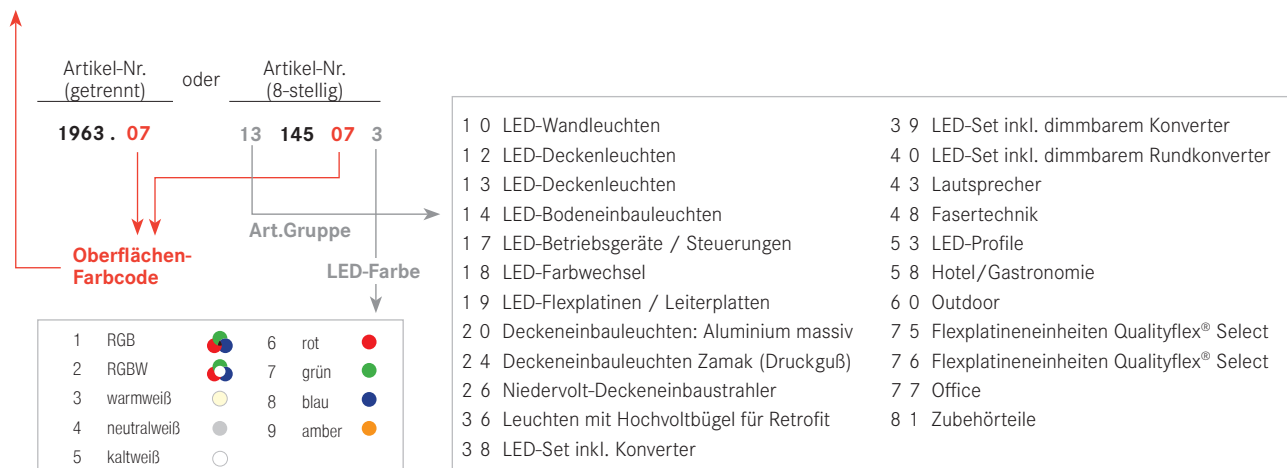 Artikel-Nr.
(getrennt)
oder
Artikel-Nr.
(8-stellig)
1963. 07
13 145 07 3
Art.Gruppe
Oberflächen-
Farbcode
LED-Farbe
1 RGB
2 RGBW
3 warmweiß
4 neutralweiß
5 kaltweiß
6 rot
7 grün
8 blau
9 amber
1 0 LED-Wandleuchten
1 2 LED-Deckenleuchten
1 3 LED-Deckenleuchten
1 4 LED-Bodeneinbauleuchten
1 7 LED-Betriebsgeräte / Steuerungen
1 8 LED-Farbwechsel
1 9 LED-Flexplatinen / Leiterplatten
2 0 Deckeneinbauleuchten: Aluminium massiv
2 4 Deckeneinbauleuchten Zamak (Druckguß)
2 6 Niedervolt-Deckeneinbaustrahler
3 6 Leuchten mit Hochvoltbügel für Retrofit
3 8 LED-Set inkl. Konverter
3 9 LED-Set inkl. dimmbarem Konverter
4 0 LED-Set inkl. dimmbarem Rundkonverter
4 3 Lautsprecher
4 8 Fasertechnik
5 3 LED-Profile
5 8 Hotel/Gastronomie
6 0 Outdoor
7 5 Flexplatineneinheiten Qualityflex® Select
7 6 Flexplatineneinheiten Qualityflex® Select
7 7 Office
8 1 Zubehörteile